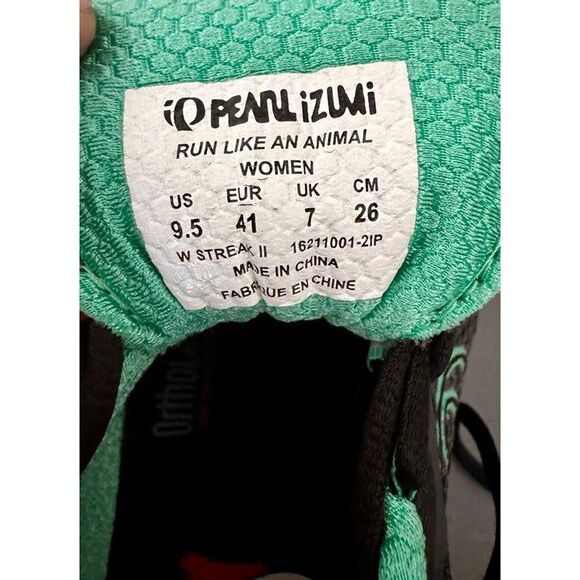 PEARL iZUMi
RUN LIKE AN ANIMAL
WOMEN
US EUR UK CM
9.5 41 7 26
W STREAK II 16211001-2IP
MADE IN CHINA
FABRIQUE EN CHINE